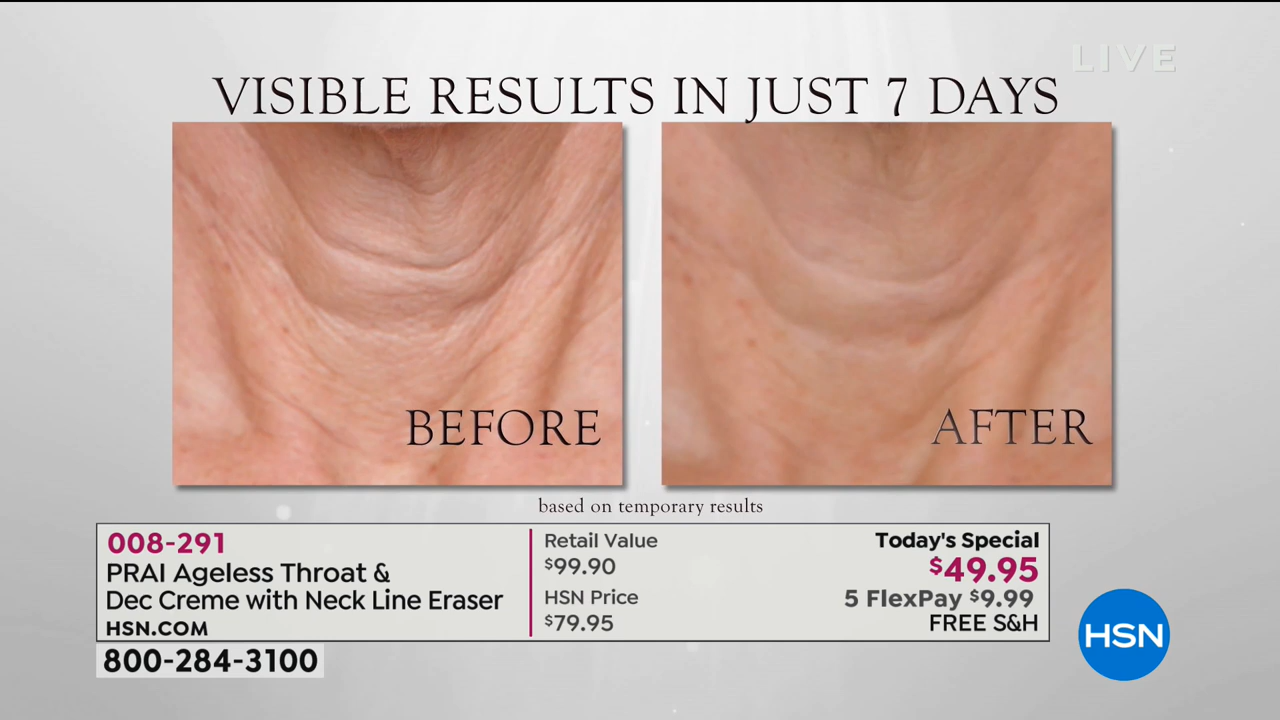 LIVE
VISIBLE RESULTS IN JUST 7 DAYS
BEFORE
AFTER
based on temporary results
008-291
PRAI Ageless Throat &
Dec Creme with Neck Line Eraser
HSN.COM
Retail Value
$99.90
HSN Price
$79.95
Today's Special
$49.95
5 FlexPay $9.99
FREE S&H
800-284-3100
HSN